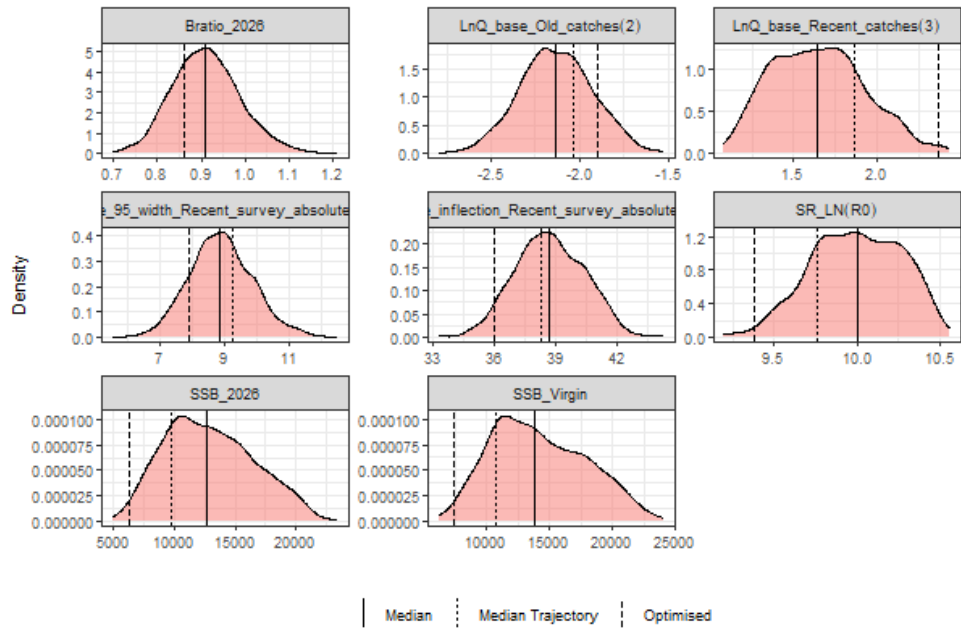 Bratio_2026
LnQ_base_Old_catches(2)
LnQ_base_Recent_catches(3)
5
4
3
2
1
0
0.7 0.8 0.9 1.0 1.1 1.2
1.5
1.0
0.5
0.0
-2.5 -2.0 -1.5
1.0
0.5
0.0
1.5 2.0
e_95_width_Recent_survey_absolute
e_inflection_Recent_survey_absolute
SR_LN(R0)
0.4
0.3
0.2
0.1
0.0
7 9 11
0.20
0.15
0.10
0.05
0.00
33 36 39 42
1.2
0.8
0.4
0.0
9.5 10.0 10.5
Density
SSB_2026
SSB_Virgin
0.000100
0.000075
0.000050
0.000025
0.000000
5000 10000 15000 20000
0.000100
0.000075
0.000050
0.000025
0.000000
10000 15000 20000 25000
Median Median Trajectory Optimised